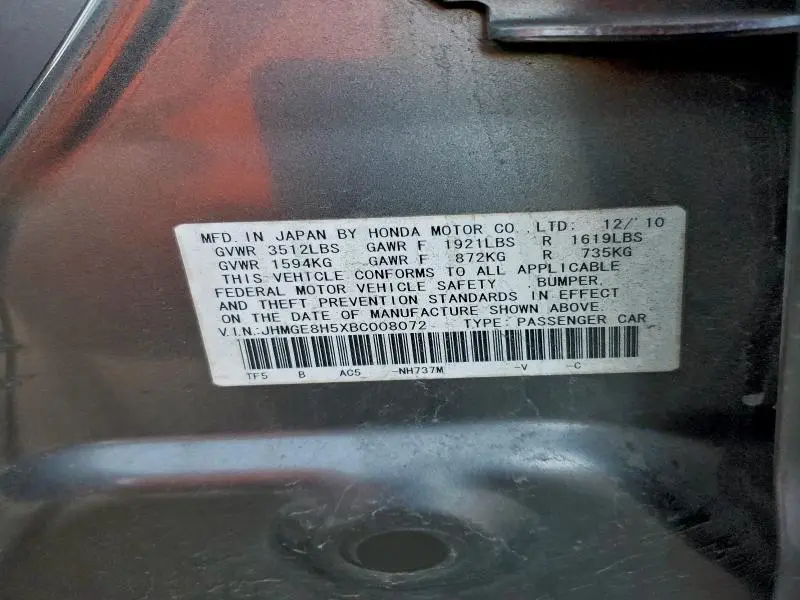 MFD. IN JAPAN BY HONDA MOTOR CO.,LTD: 12/'10
GVWR 3512LBS GAWR F 1921LBS R 1619LBS
GVWR 1594KG GAWR F 872KG R 735KG
THIS VEHICLE CONFORMS TO ALL APPLICABLE
FEDERAL MOTOR VEHICLE SAFETY, BUMPER,
AND THEFT PREVENTION STANDARDS IN EFFECT
ON THE DATE OF MANUFACTURE SHOWN ABOVE.
V.I.N.:JHMGE8H5XBC008072 TYPE: PASSENGER CAR
TF5 B AC5 -NH737M -V -C